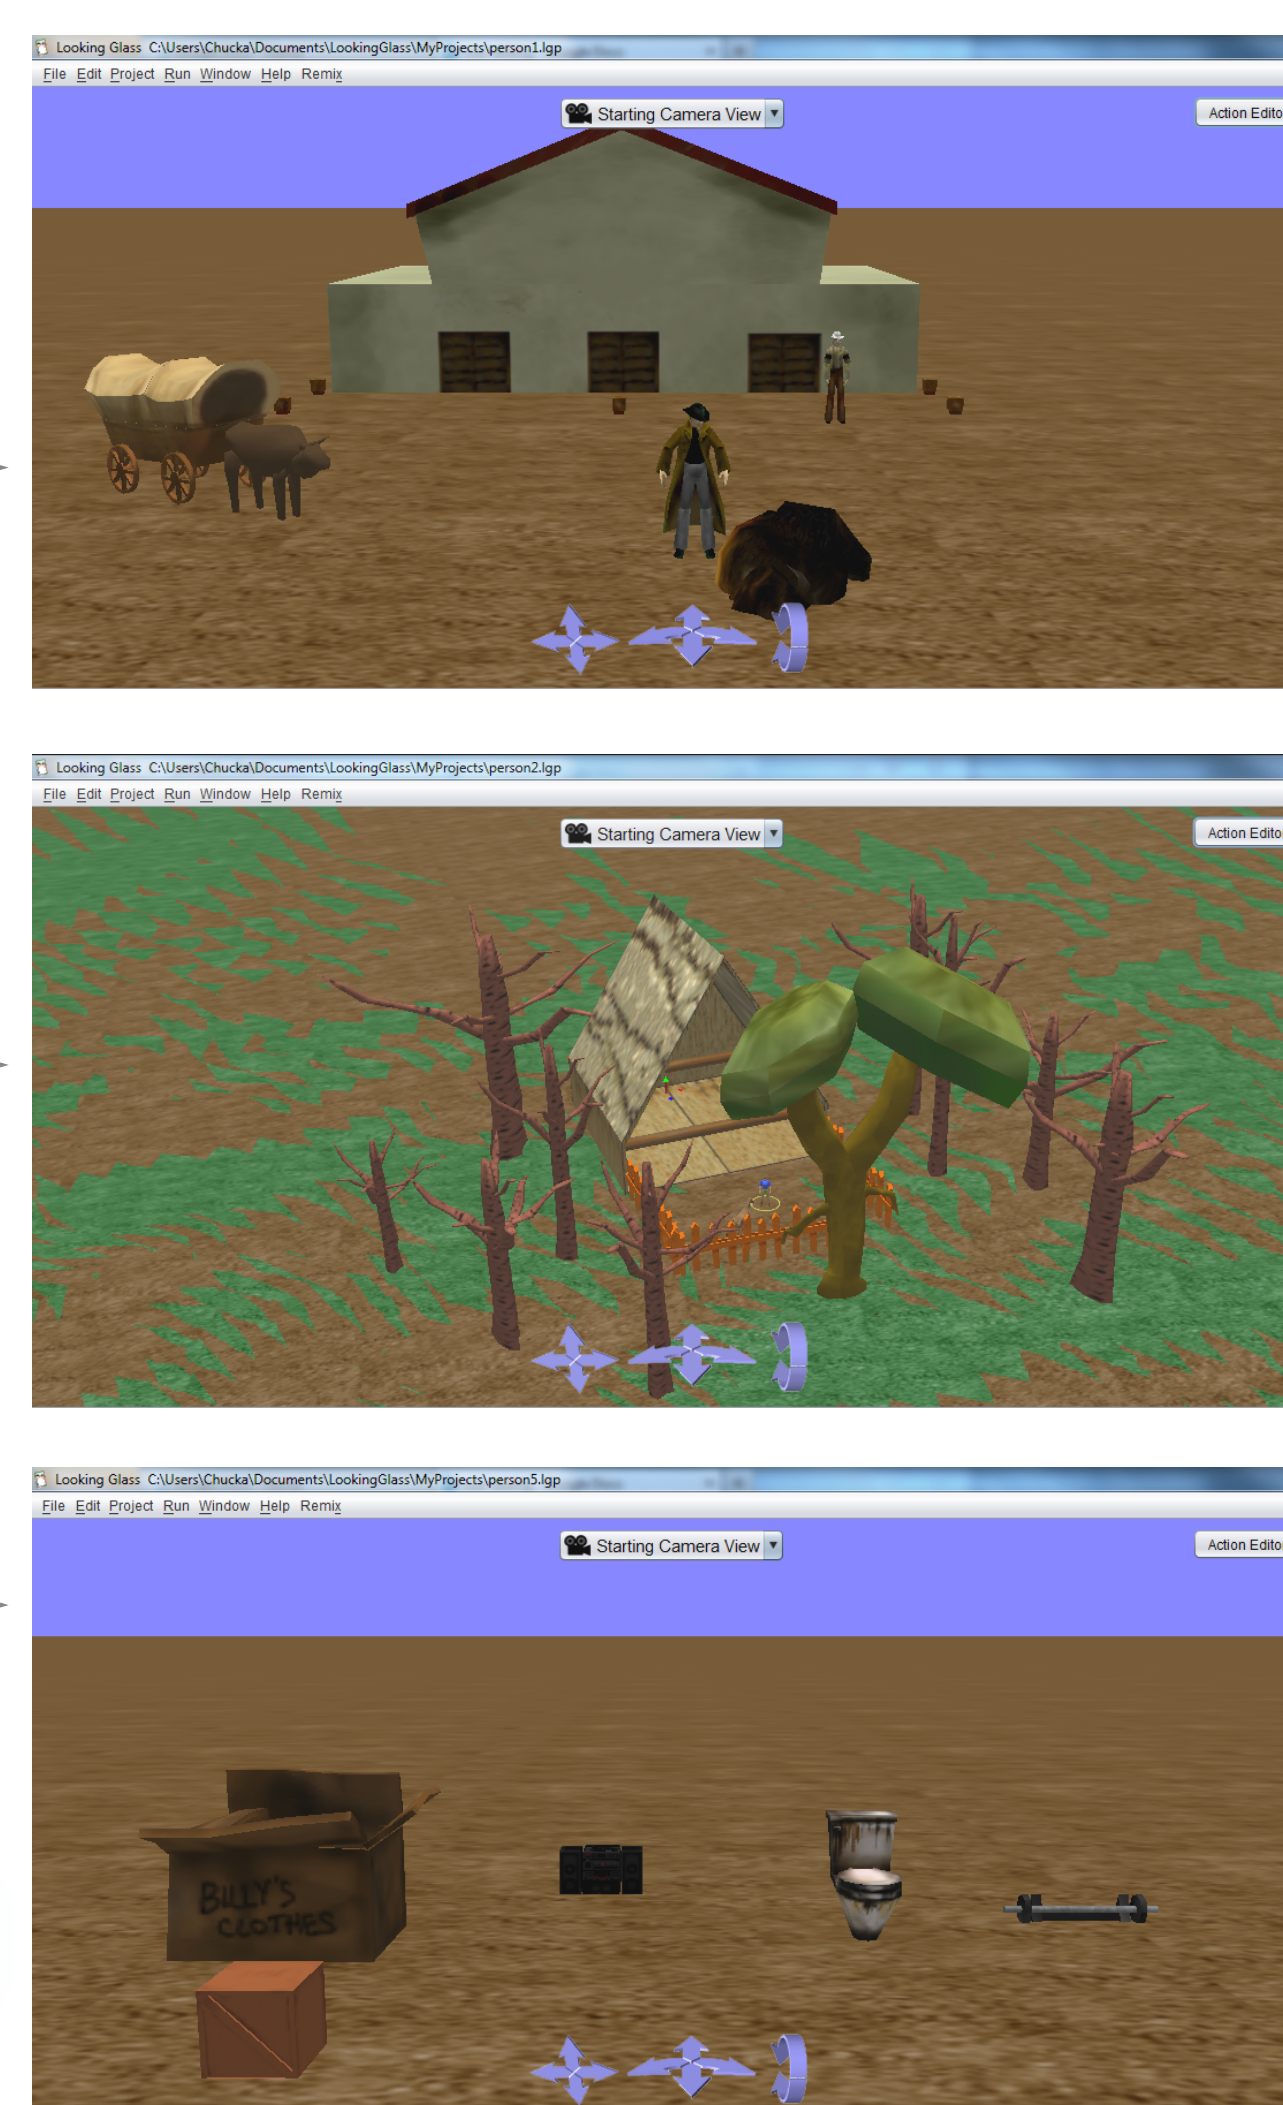 Looking Glass C:\Users\Chucka\Documents\LookingGlass\MyProjects\person1.lgp
File Edit Project Run Window Help Remix
Starting Camera View
Action Edito
Looking Glass C:\Users\Chucka\Documents\LookingGlass\MyProjects\person2.lgp
File Edit Project Run Window Help Remix
Starting Camera View
Action Edito
Looking Glass C:\Users\Chucka\Documents\LookingGlass\MyProjects\person5.lgp
File Edit Project Run Window Help Remix
Starting Camera View
Action Edito
BILLY'S
CLOTHES